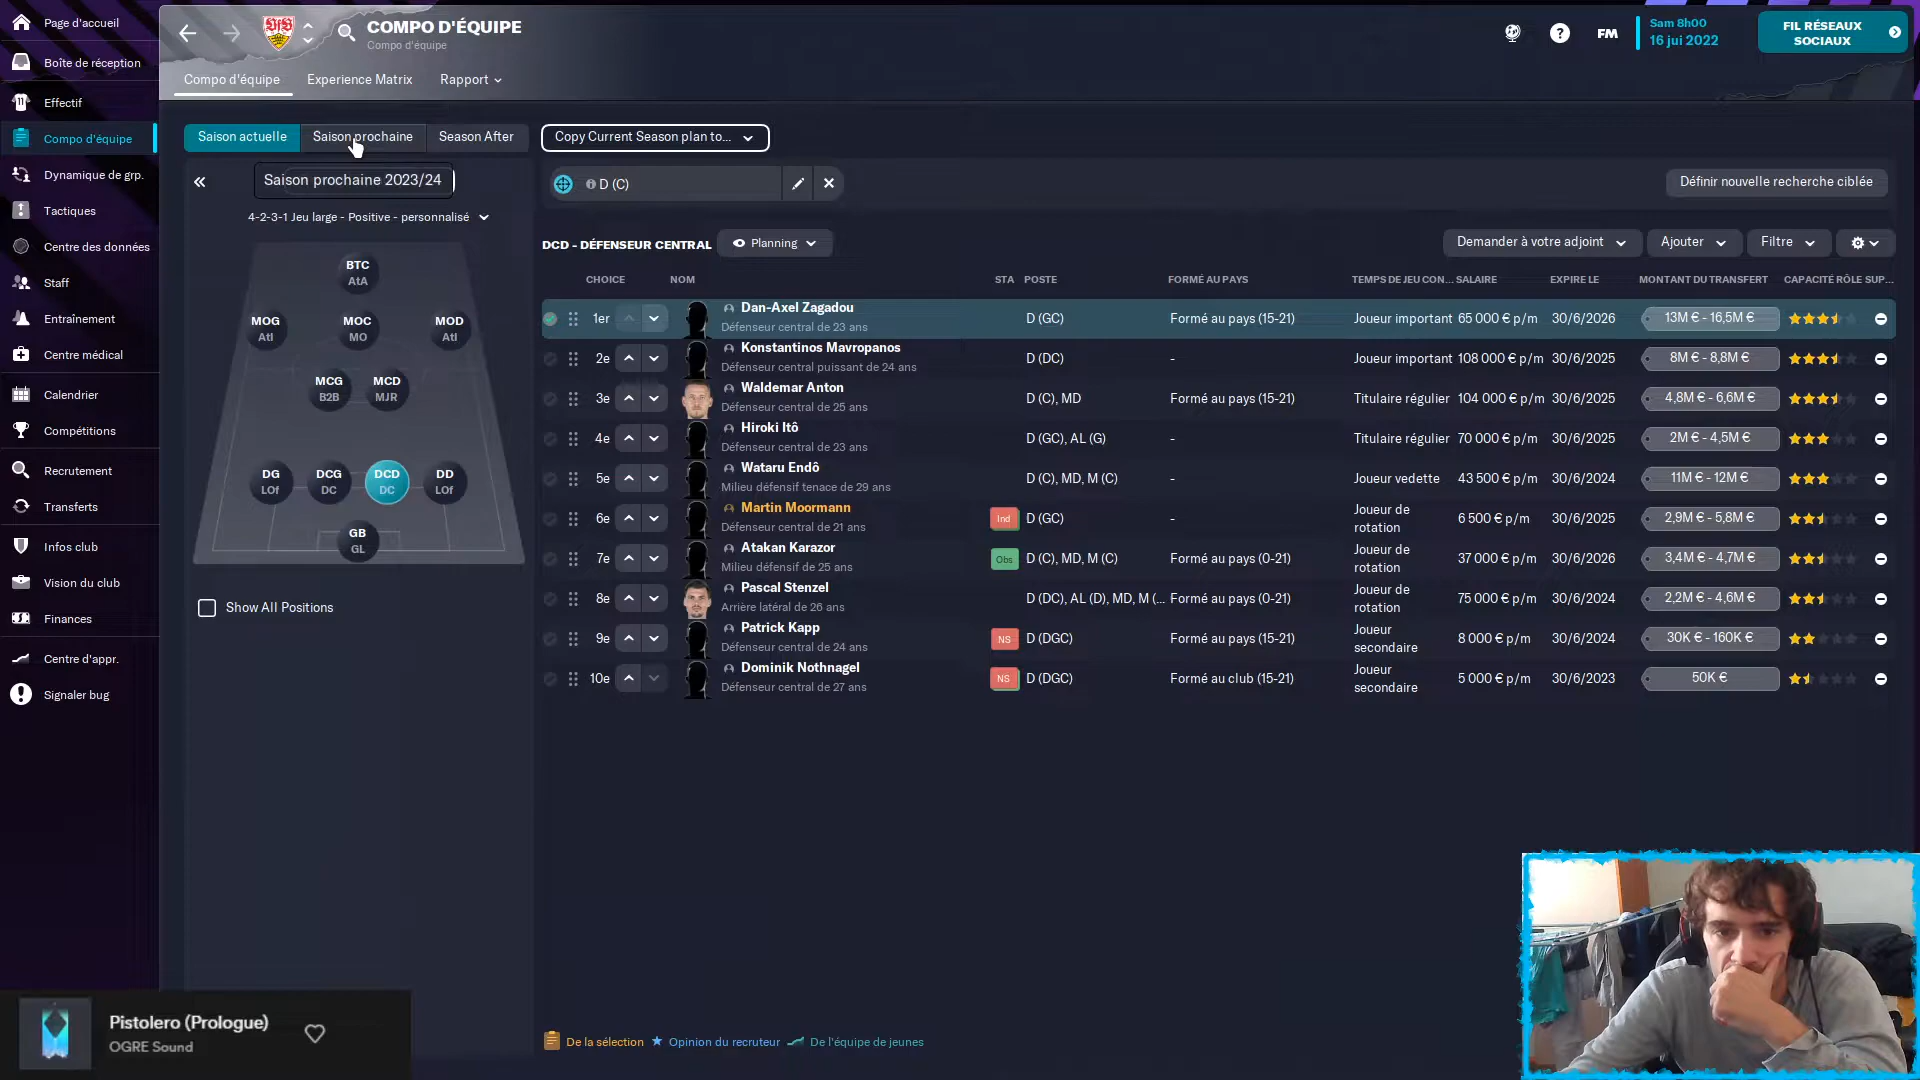 Page d'accueil
Boîte de réception
Effectif
Compo d'équipe
Dynamique de grp.
Tactiques
Centre des données
Staff
Entraînement
Centre médical
Calendrier
Compétitions
Recrutement
Transferts
Infos club
Vision du club
Finances
Centre d'appr.
Signaler bug
COMPO D'ÉQUIPE
Compo d'équipe
FM
Sam 8h00
16 jui 2022
FIL RÉSEAUX
SOCIAUX
Compo d'équipe Experience Matrix Rapport
Saison actuelle Saison prochaine Season After Copy Current Season plan to...
Saison prochaine 2023/24
4-2-3-1 Jeu large - Positive - personnalisé
BTC
AtA
MOG MOC MOD
Atl MO Atl
MCG MCD
B2B MJR
DG DCG DCD DD
LOf DC DC LOf
GB
GL
Show All Positions
D (C)
Définir nouvelle recherche ciblée
DCD - DÉFENSEUR CENTRAL Planning Demander à votre adjoint Ajouter Filtre
CHOICE NOM STA POSTE FORMÉ AU PAYS TEMPS DE JEU CON... SALAIRE EXPIRE LE MONTANT DU TRANSFERT CAPACITÉ RÔLE SUP...
1er Dan-Axel Zagadou D (GC) Formé au pays (15-21) Joueur important 65 000 € p/m 30/6/2026 13M € - 16,5M €
Défenseur central de 23 ans
2e Konstantinos Mavropanos D (DC) - Joueur important 108 000 € p/m 30/6/2025 8M € - 8,8M €
Défenseur central puissant de 24 ans
3e Waldemar Anton D (C), MD Formé au pays (15-21) Titulaire régulier 104 000 € p/m 30/6/2025 4,8M € - 6,6M €
Défenseur central de 25 ans
4e Hiroki Itô D (GC), AL (G) - Titulaire régulier 70 000 € p/m 30/6/2025 2M € - 4,5M €
Défenseur central de 23 ans
5e Wataru Endô D (C), MD, M (C) - Joueur vedette 43 500 € p/m 30/6/2024 11M € - 12M €
Milieu défensif tenace de 29 ans
6e Martin Moormann Ind D (GC) - Joueur de rotation 6 500 € p/m 30/6/2025 2,9M € - 5,8M €
Défenseur central de 21 ans
7e Atakan Karazor Obs D (C), MD, M (C) Formé au pays (0-21) Joueur de rotation 37 000 € p/m 30/6/2026 3,4M € - 4,7M €
Milieu défensif de 25 ans
8e Pascal Stenzel D (DC), AL (D), MD, M (... Formé au pays (0-21) Joueur de rotation 75 000 € p/m 30/6/2024 2,2M € - 4,6M €
Arrière latéral de 26 ans
9e Patrick Kapp NS D (DGC) Formé au pays (15-21) Joueur secondaire 8 000 € p/m 30/6/2024 30K € - 160K €
Défenseur central de 24 ans
10e Dominik Nothnagel NS D (DGC) Formé au club (15-21) Joueur secondaire 5 000 € p/m 30/6/2023 50K €
Défenseur central de 27 ans
De la sélection Opinion du recruteur De l'équipe de jeunes
Pistolero (Prologue)
OGRE Sound